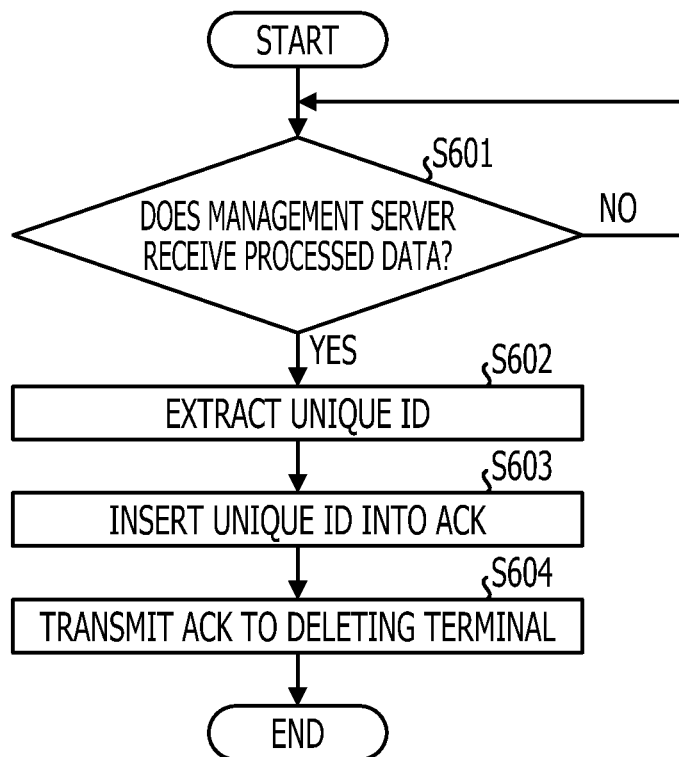 START
S601
DOES MANAGEMENT SERVER
RECEIVE PROCESSED DATA?
NO
YES
S602
EXTRACT UNIQUE ID
S603
INSERT UNIQUE ID INTO ACK
S604
TRANSMIT ACK TO DELETING TERMINAL
END